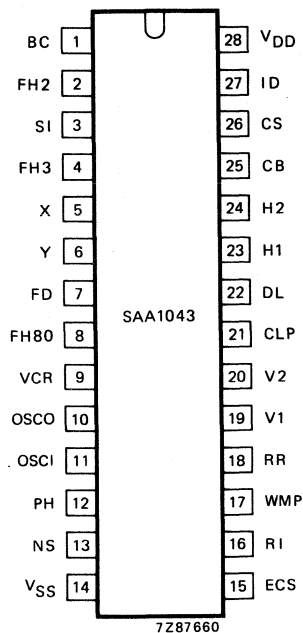 BC 1 28 VDD
FH2 2 27 ID
SI 3 26 CS
FH3 4 25 CB
X 5 24 H2
Y 6 23 H1
FD 7 22 DL
SAA1043
FH80 8 21 CLP
VCR 9 20 V2
OSCO 10 19 V1
OSCI 11 18 RR
PH 12 17 WMP
NS 13 16 RI
VSS 14 15 ECS
7Z87660